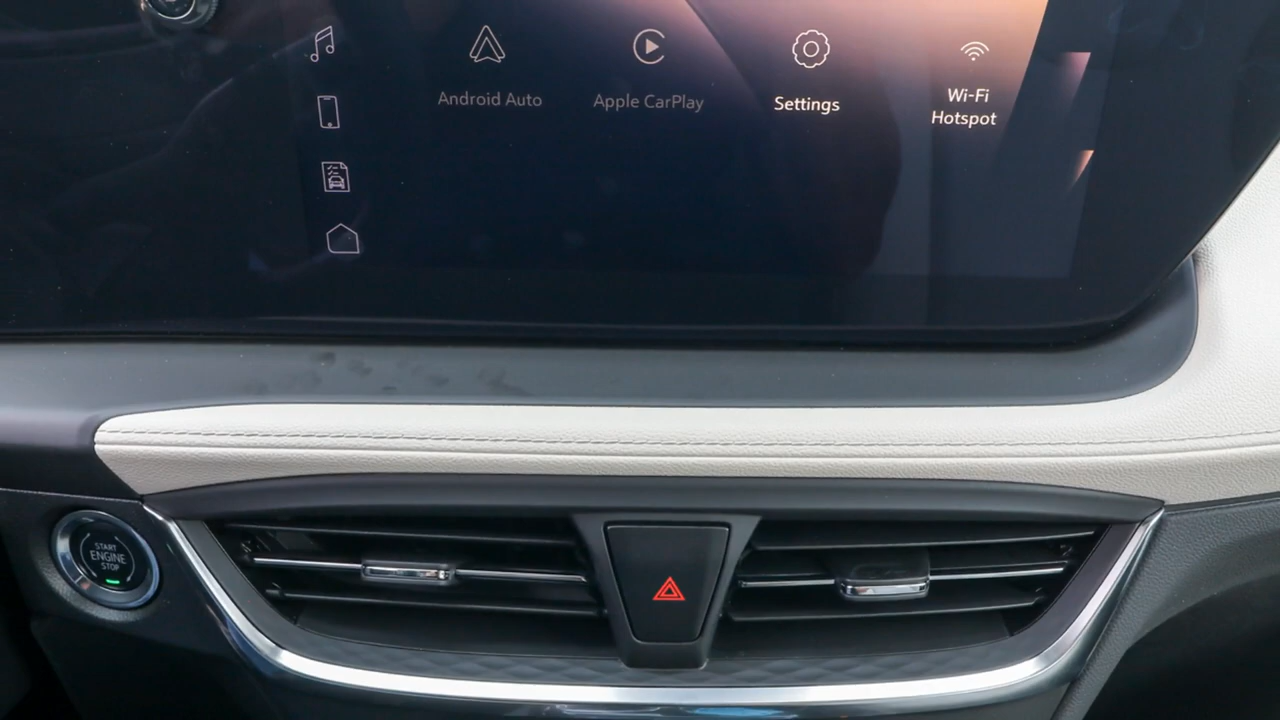 Android Auto
Apple CarPlay
Settings
Wi-Fi
Hotspot
START
ENGINE
STOP